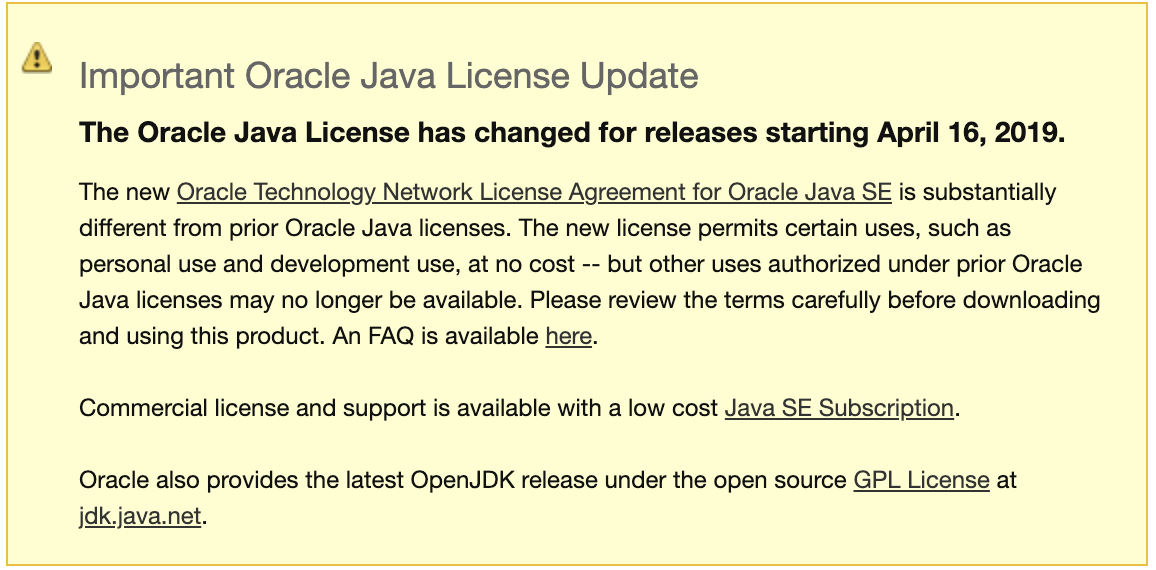 Important Oracle Java License Update
The Oracle Java License has changed for releases starting April 16, 2019.
The new Oracle Technology Network License Agreement for Oracle Java SE is substantially
different from prior Oracle Java licenses. The new license permits certain uses, such as
personal use and development use, at no cost -- but other uses authorized under prior Oracle
Java licenses may no longer be available. Please review the terms carefully before downloading
and using this product. An FAQ is available here.
Commercial license and support is available with a low cost Java SE Subscription.
Oracle also provides the latest OpenJDK release under the open source GPL License at
jdk.java.net.